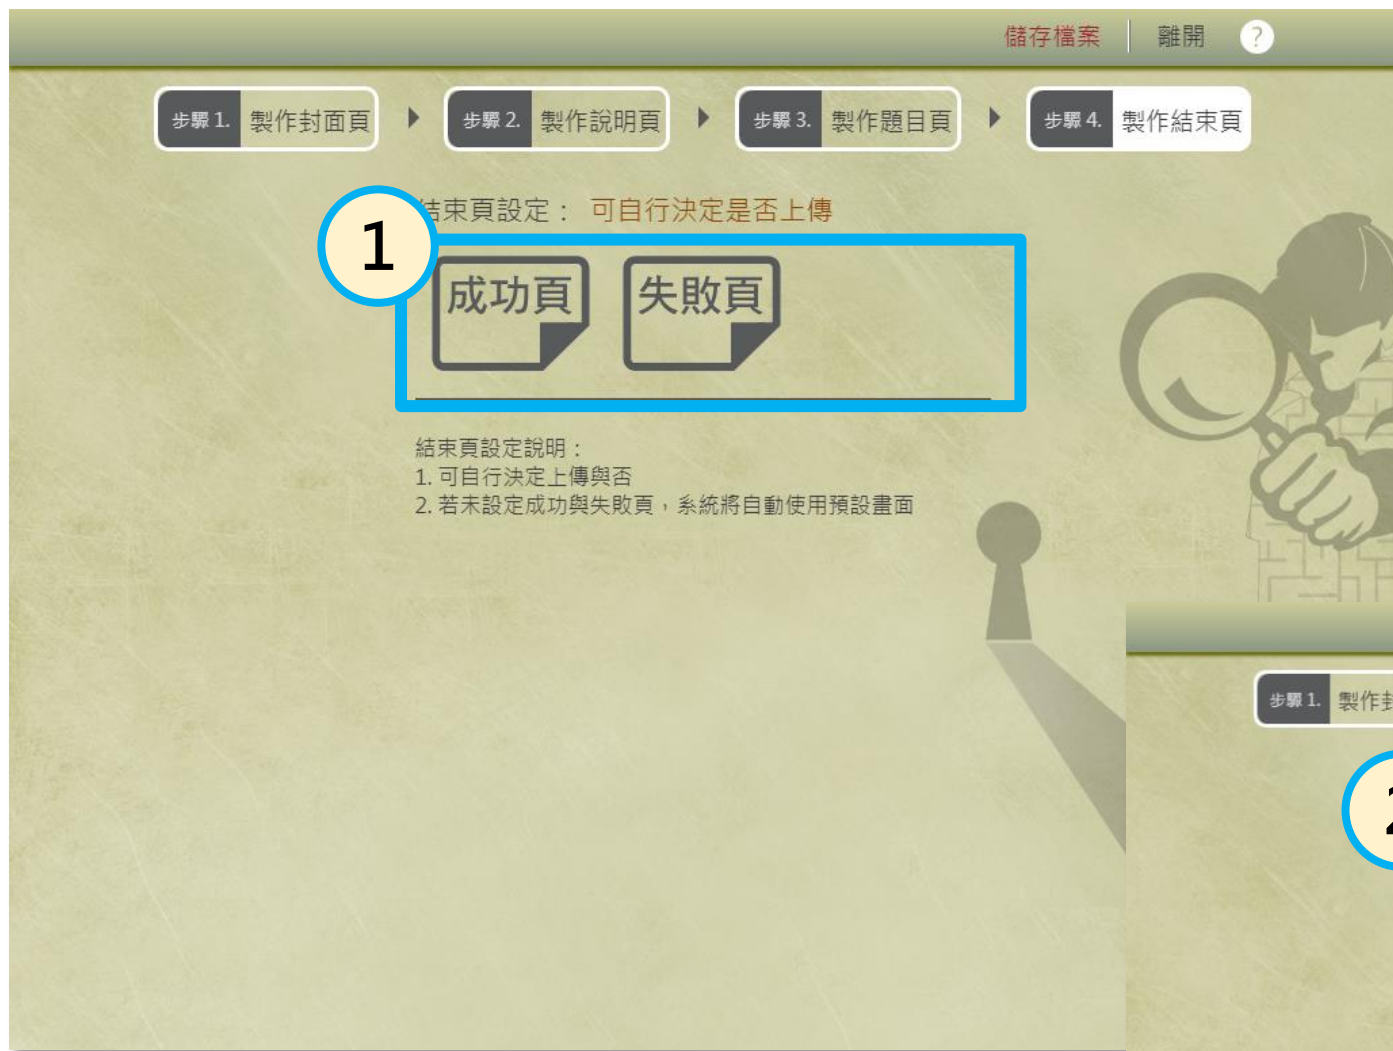 儲存檔案 離開 ?
步驟 1. 製作封面頁 步驟 2. 製作說明頁 步驟 3. 製作題目頁 步驟 4. 製作結束頁
1
結束頁設定： 可自行決定是否上傳
成功頁 失敗頁
結束頁設定說明：
1. 可自行決定上傳與否
2. 若未設定成功與失敗頁，系統將自動使用預設畫面
步驟 1. 製作封
2